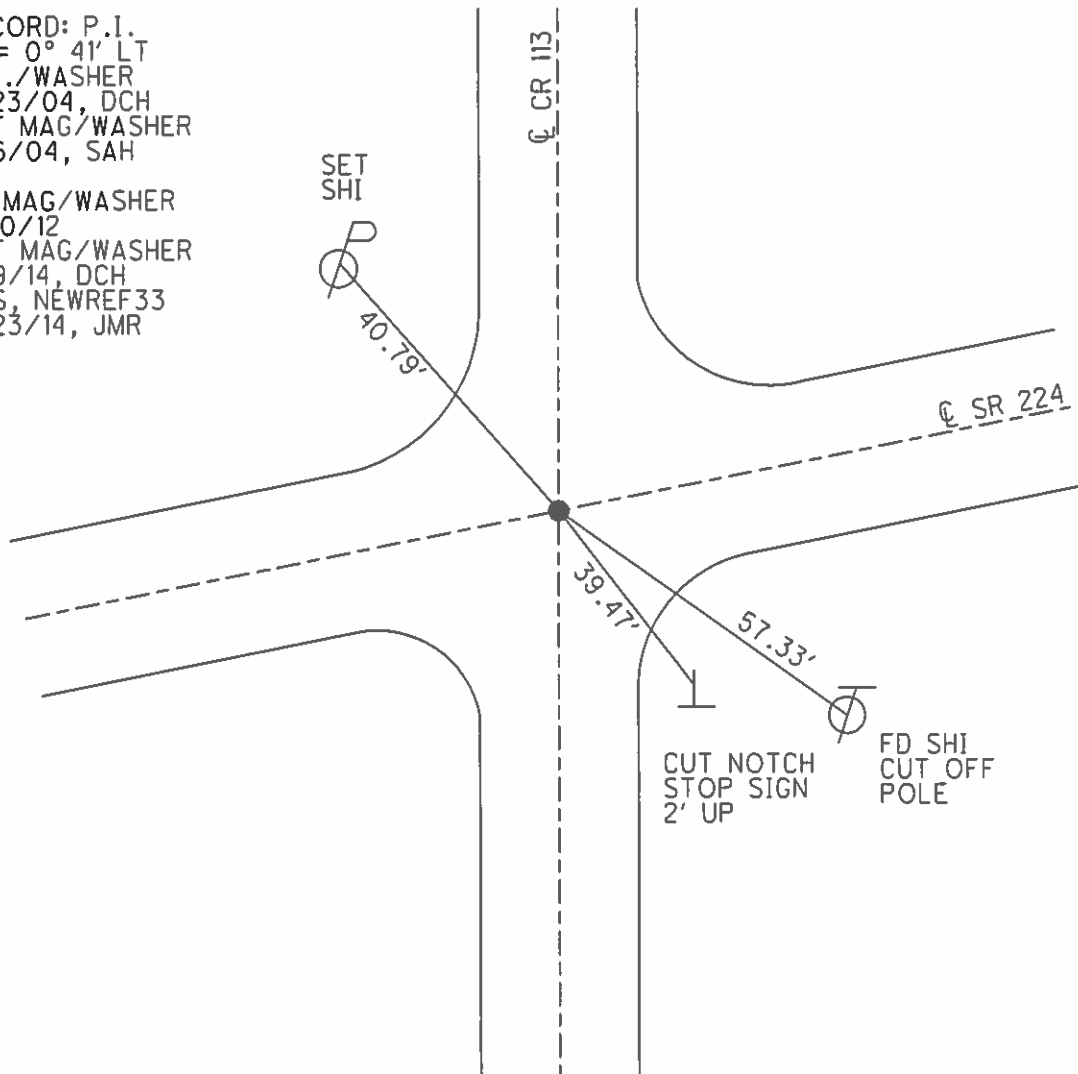 CORD: P.I.
= 0° 41' LT
./WASHER
23/04, DCH
T MAG/WASHER
6/04, SAH
MAG/WASHER
0/12
T MAG/WASHER
9/14, DCH
S, NEWREF33
23/14, JMR
SET
SHI
℄ CR 113
40.79'
℄ SR 224
39.47'
57.33'
CUT NOTCH
STOP SIGN
2' UP
FD SHI
CUT OFF
POLE